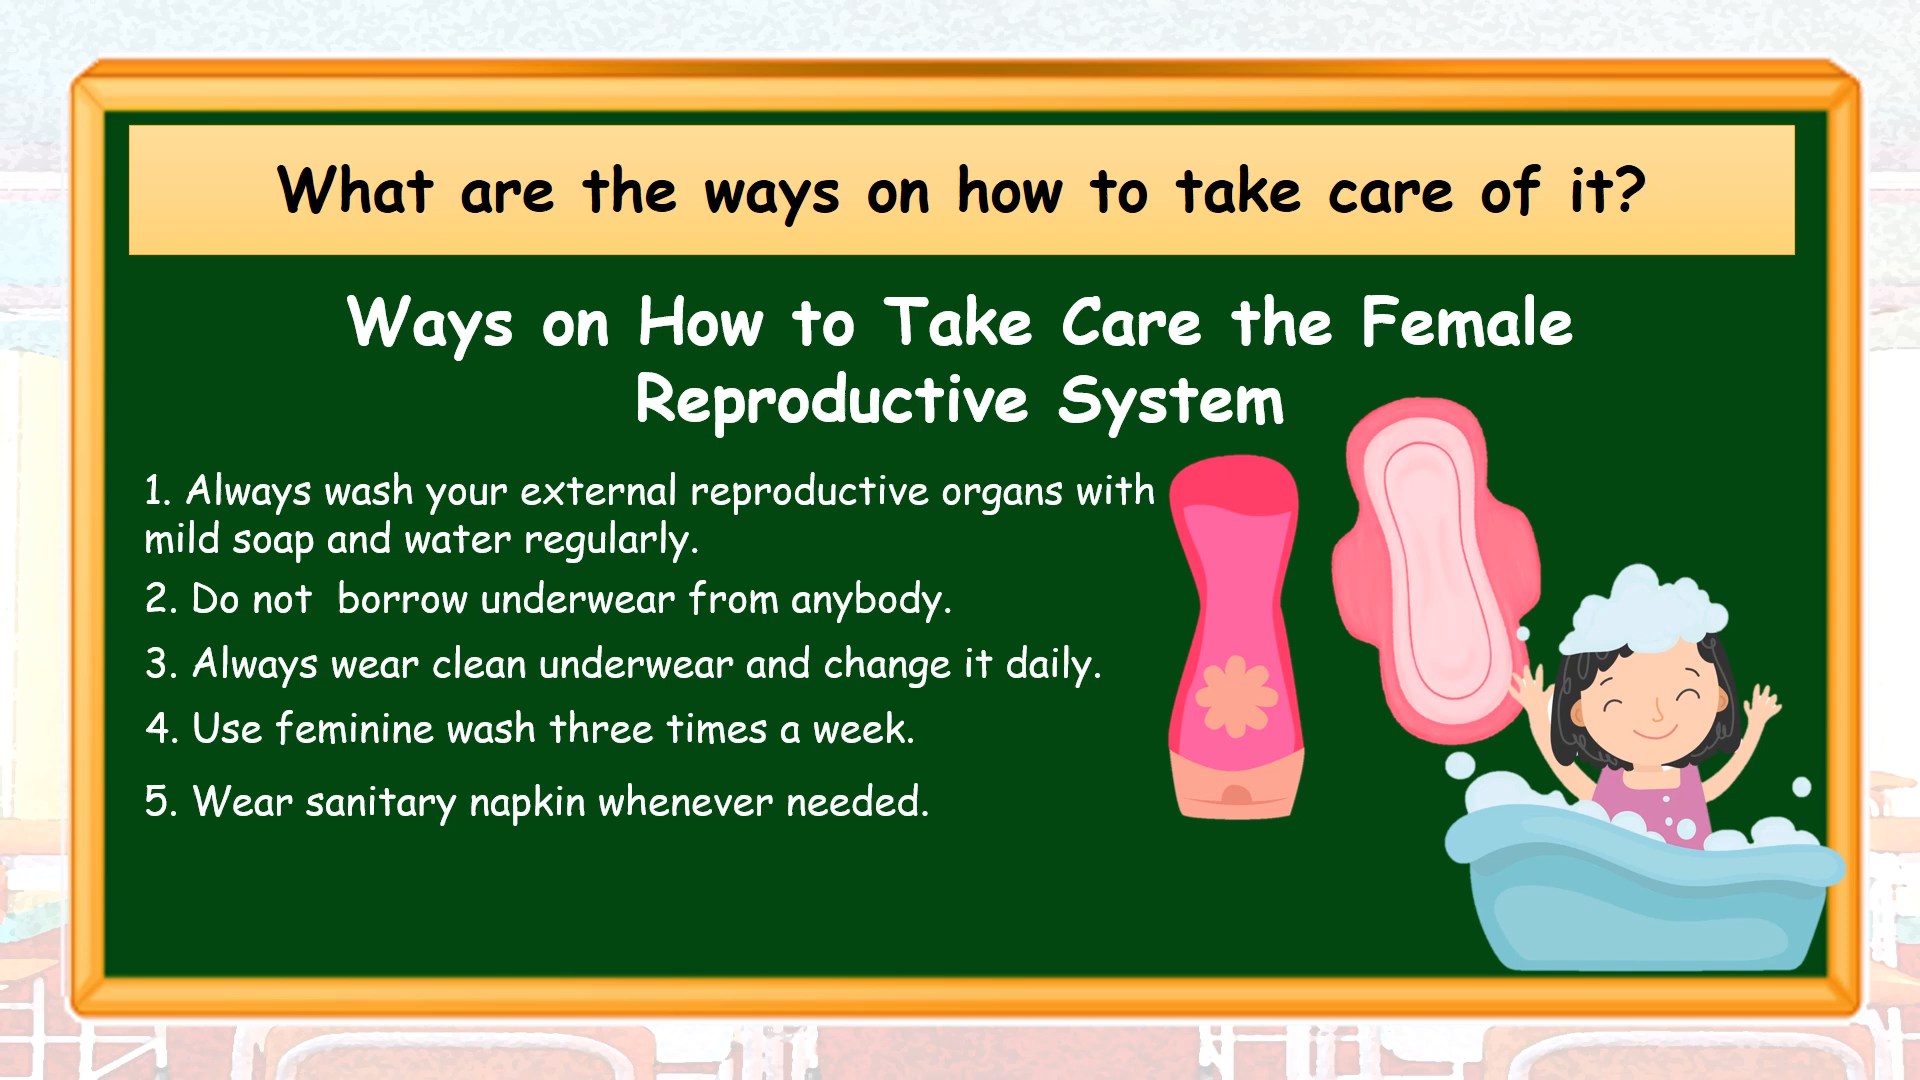 What are the ways on how to take care of it?
Ways on How to Take Care the Female
Reproductive System
1. Always wash your external reproductive organs with
mild soap and water regularly.
2. Do not  borrow underwear from anybody.
3. Always wear clean underwear and change it daily.
4. Use feminine wash three times a week.
5. Wear sanitary napkin whenever needed.